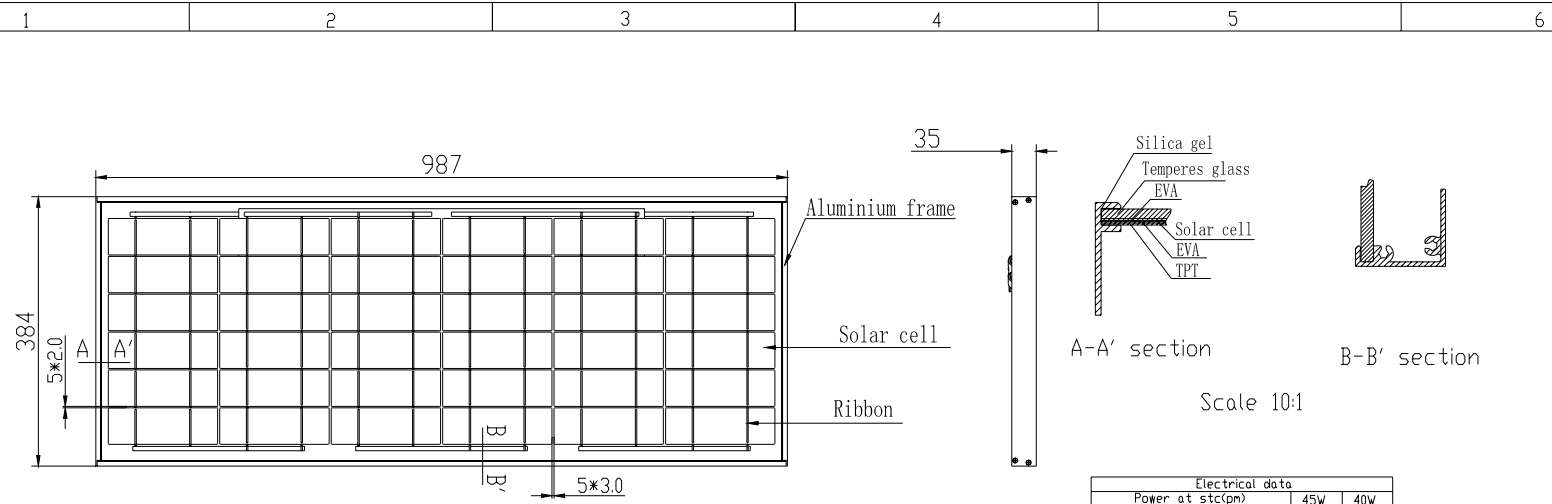 1 2 3 4 5 6
987
35
384
5*2.0
A A'
B
B'
5*3.0
Aluminium frame
Solar cell
Ribbon
Silica gel
Temperes glass
EVA
Solar cell
EVA
TPT
A-A' section
B-B' section
Scale 10:1
Electrical data
Power at stc(pm) 45W 40W